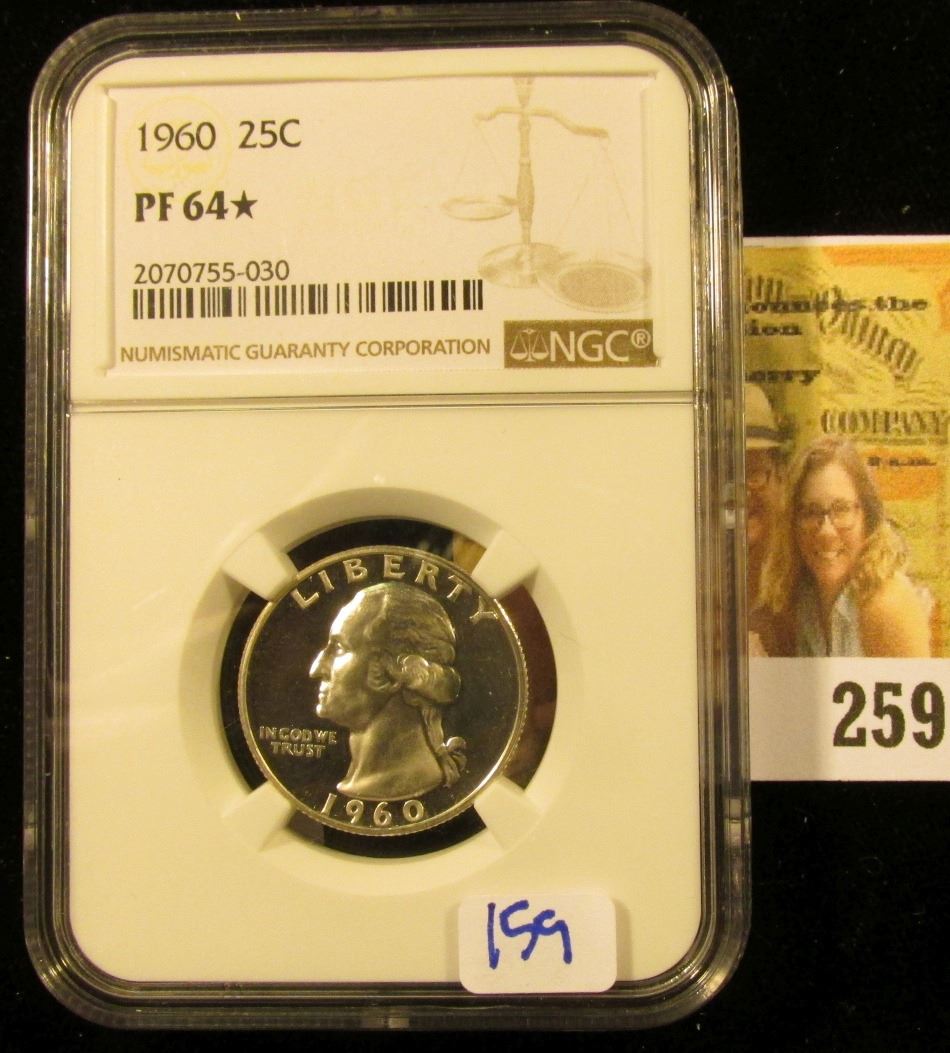 1960 25C
PF 64★
2070755-030
NUMISMATIC GUARANTY CORPORATION
NGC®
LIBERTY
IN GOD WE
TRUST
1960
159
the
COMPANY
259